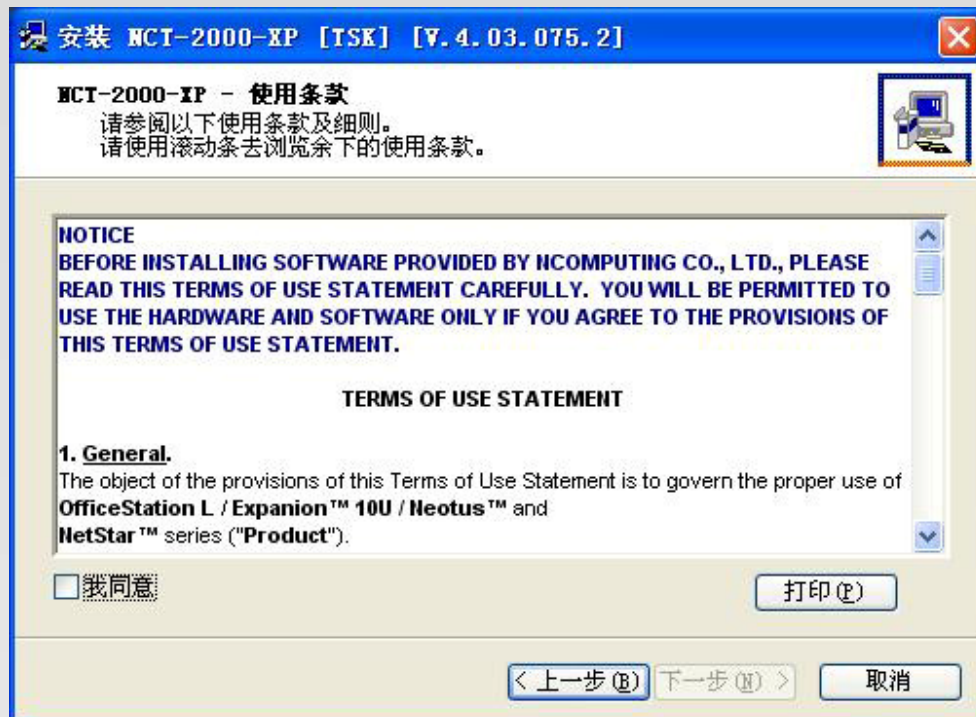 安装 NCT-2000-XP [TSK] [V.4.03.075.2]
NCT-2000-XP - 使用条款
请参阅以下使用条款及细则。
请使用滚动条去浏览余下的使用条款。
NOTICE
BEFORE INSTALLING SOFTWARE PROVIDED BY NCOMPUTING CO., LTD., PLEASE
READ THIS TERMS OF USE STATEMENT CAREFULLY. YOU WILL BE PERMITTED TO
USE THE HARDWARE AND SOFTWARE ONLY IF YOU AGREE TO THE PROVISIONS OF
THIS TERMS OF USE STATEMENT.
TERMS OF USE STATEMENT
1. General.
The object of the provisions of this Terms of Use Statement is to govern the proper use of
OfficeStation L / Expanion™ 10U / Neotus™ and
NetStar™ series ("Product").
我同意
打印(P)
< 上一步(B)
下一步(N) >
取消